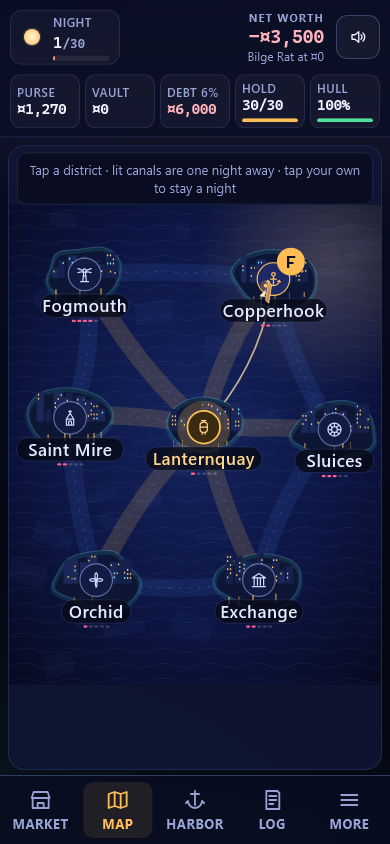 NIGHT
1/30
NET WORTH
−¤3,500
Bilge Rat at ¤0
PURSE
¤1,270
VAULT
¤0
DEBT 6%
¤6,000
HOLD
30/30
HULL
100%
Tap a district · lit canals are one night away · tap your own
to stay a night
F
Fogmouth
Copperhook
Saint Mire
Lanternquay
Sluices
Orchid
Exchange
MARKET
MAP
HARBOR
LOG
MORE